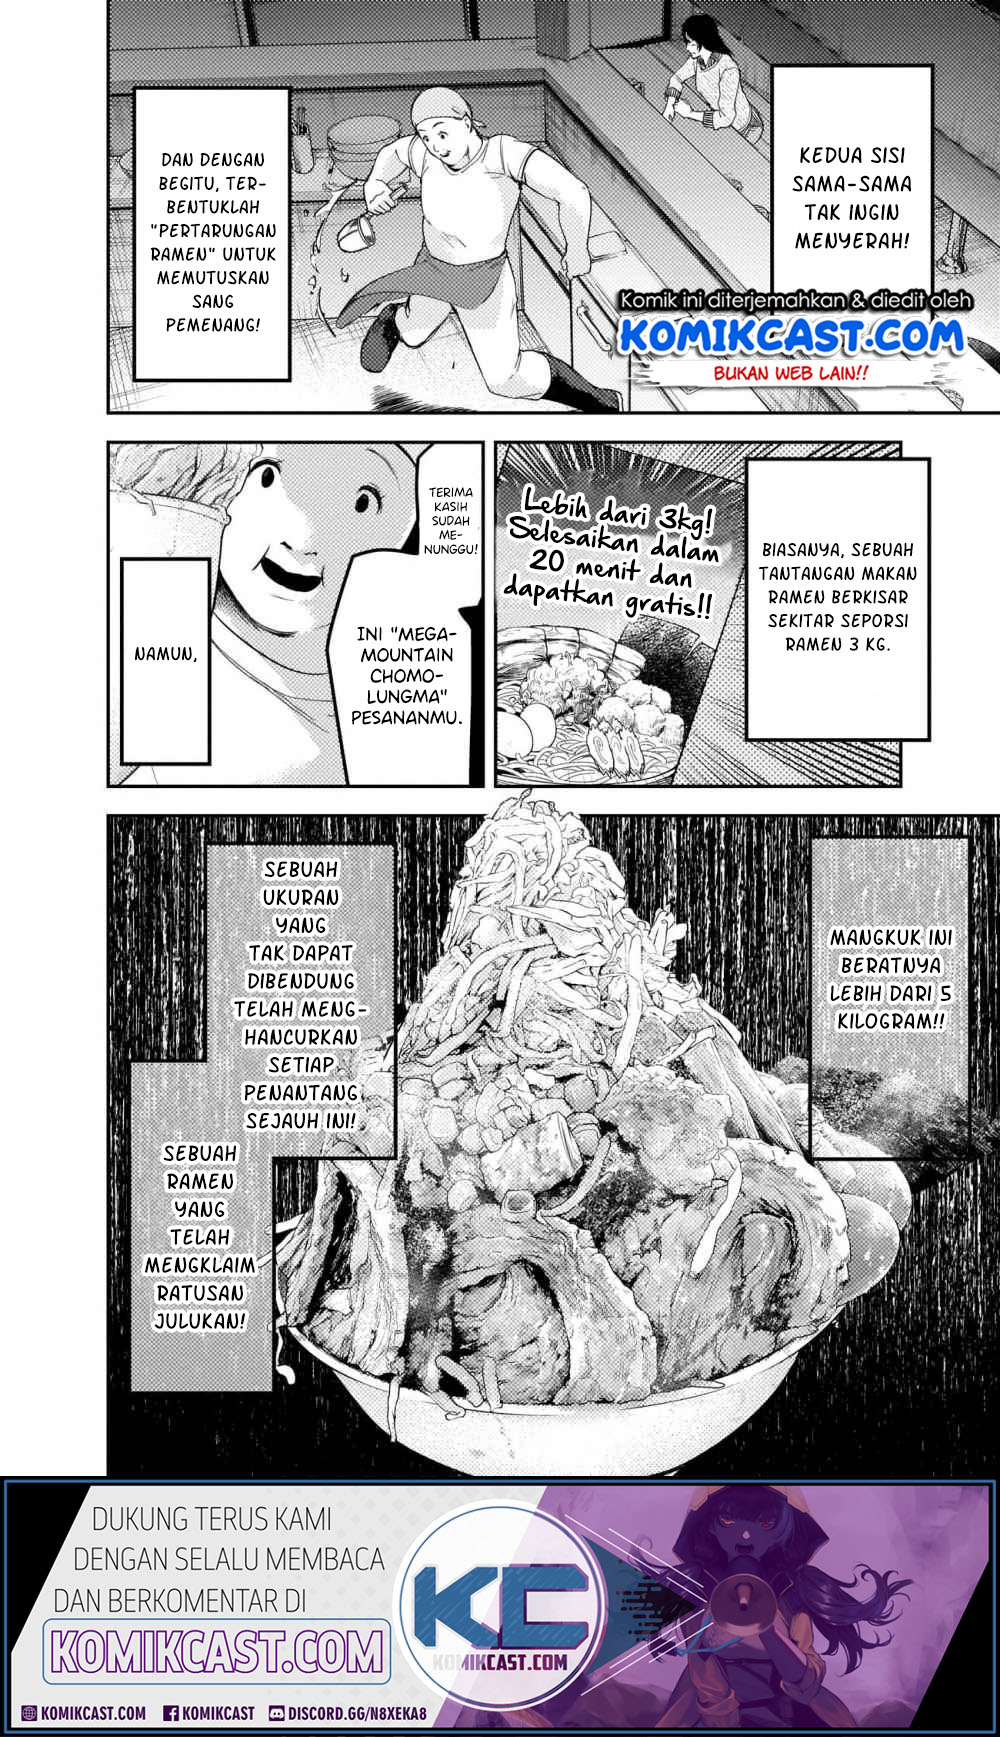 KEDUA SISI
SAMA-SAMA
TAK INGIN
MENYERAH!
DAN DENGAN
BEGITU, TER-
BENTUKLAH
"PERTARUNGAN
RAMEN" UNTUK
MEMUTUSKAN
SANG
PEMENANG!
Komik ini diterjemahkan & diedit oleh
KOMIKCAST.COM
BUKAN WEB LAIN!!
BIASANYA, SEBUAH
TANTANGAN MAKAN
RAMEN BERKISAR
SEKITAR SEPORSI
RAMEN 3 KG.
Lebih dari 3kg!
Selesaikan dalam
20 menit dan
dapatkan gratis!!
TERIMA
KASIH
SUDAH
ME-
NUNGGU!
INI "MEGA-
MOUNTAIN
CHOMO-
LUNGMA"
PESANANMU.
NAMUN,
MANGKUK INI
BERATNYA
LEBIH DARI 5
KILOGRAM!!
SEBUAH
UKURAN
YANG
TAK DAPAT
DIBENDUNG
TELAH MENG-
HANCURKAN
SETIAP
PENANTANG
SEJAUH INI!
SEBUAH
RAMEN
YANG
TELAH
MENGKLAIM
RATUSAN
JULUKAN!
DUKUNG TERUS KAMI
DENGAN SELALU MEMBACA
DAN BERKOMENTAR DI
KOMIKCAST.COM
KC
KOMIKCAST.COM
KOMIKCAST.COM KOMIKCAST DISCORD.GG/N8XEKA8